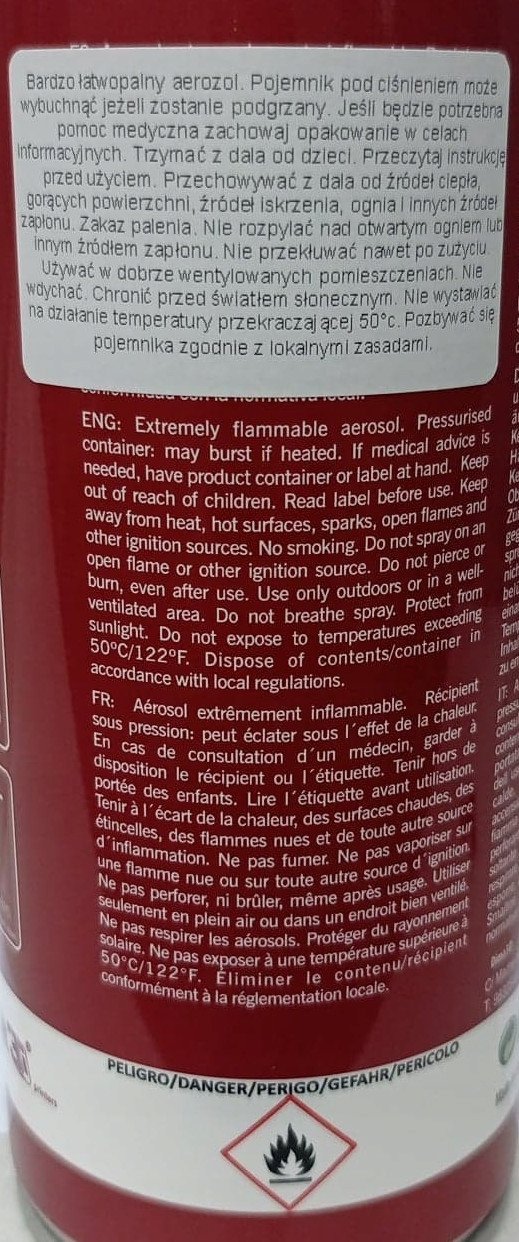 Bardzo łatwopalny aerozol. Pojemnik pod ciśnieniem może
wybuchnąć jeżeli zostanie podgrzany. Jeśli będzie potrzebna
pomoc medyczna zachowaj opakowanie w celach
informacyjnych. Trzymać z dala od dzieci. Przeczytaj instrukcję
przed użyciem. Przechowywać z dala od źródeł ciepła,
gorących powierzchni, źródeł iskrzenia, ognia i innych źródeł
zapłonu. Zakaz palenia. Nie rozpylać nad otwartym ogniem lub
innym źródłem zapłonu. Nie przekłuwać nawet po zużyciu.
Używać w dobrze wentylowanych pomieszczeniach. Nie
wdychać. Chronić przed światłem słonecznym. Nie wystawiać
na działanie temperatury przekraczającej 50°c. Pozbywać się
pojemnika zgodnie z lokalnymi zasadami.
conformidad con la normativa local.
ENG: Extremely flammable aerosol. Pressurised
container: may burst if heated. If medical advice is
needed, have product container or label at hand. Keep
out of reach of children. Read label before use. Keep
away from heat, hot surfaces, sparks, open flames and
other ignition sources. No smoking. Do not spray on an
open flame or other ignition source. Do not pierce or
burn, even after use. Use only outdoors or in a well-
ventilated area. Do not breathe spray. Protect from
sunlight. Do not expose to temperatures exceeding
50°C/122°F. Dispose of contents/container in
accordance with local regulations.
FR: Aérosol extrêmement inflammable. Récipient
sous pression: peut éclater sous l´effet de la chaleur.
En cas de consultation d´un médecin, garder à
disposition le récipient ou l´étiquette. Tenir hors de
portée des enfants. Lire l´étiquette avant utilisation.
Tenir à l´écart de la chaleur, des surfaces chaudes, des
étincelles, des flammes nues et de toute autre source
d´inflammation. Ne pas fumer. Ne pas vaporiser sur
une flamme nue ou sur toute autre source d´ignition.
Ne pas perforer, ni brûler, même après usage. Utiliser
seulement en plein air ou dans un endroit bien ventilé.
Ne pas respirer les aérosols. Protéger du rayonnement
solaire. Ne pas exposer à une température supérieure à
50°C/122°F. Éliminer le contenu/récipient
conformément à la réglementation locale.
PELIGRO/DANGER/PERIGO/GEFAHR/PERICOLO